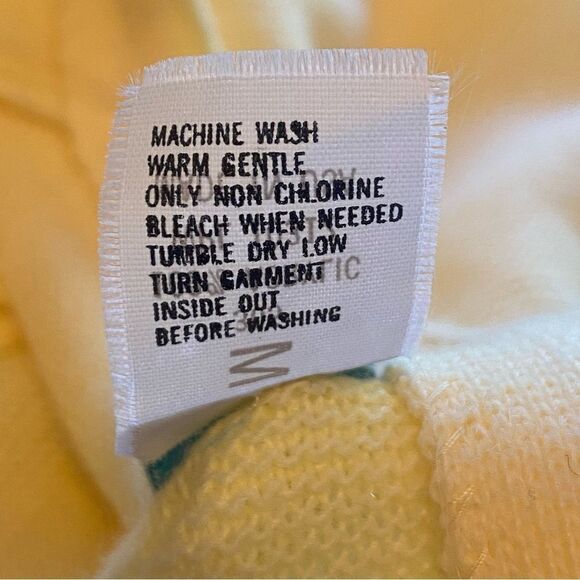 MACHINE WASH
WARM GENTLE
ONLY NON CHLORINE
BLEACH WHEN NEEDED
TUMBLE DRY LOW
TURN GARMENT
INSIDE OUT
BEFORE WASHING
M